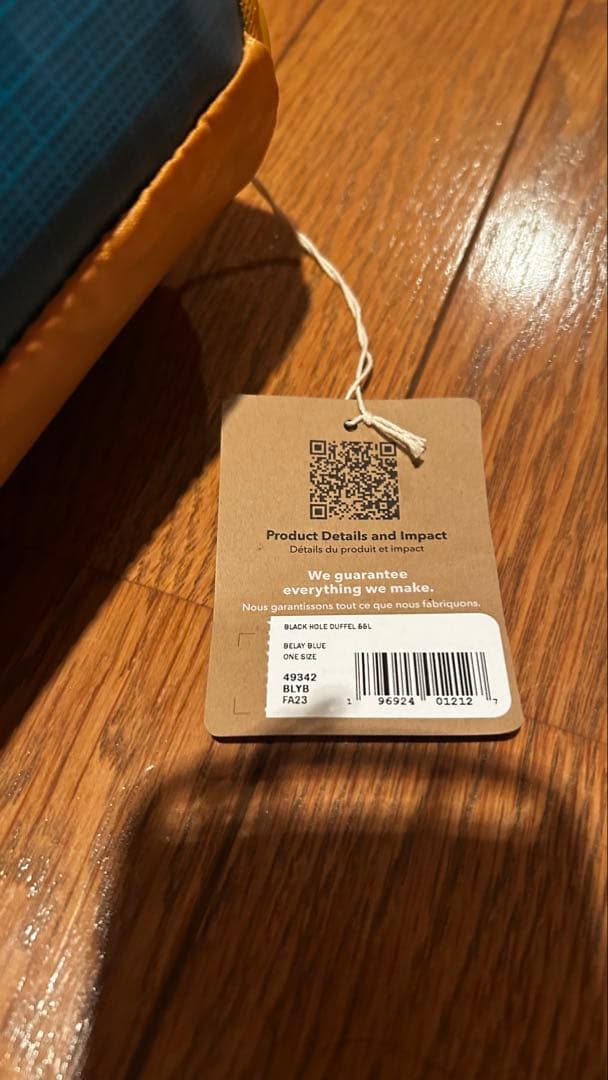 Product Details and Impact
Détails du produit et impact
We guarantee
everything we make.
Nous garantissons tout ce que nous fabriquons.
BLACK HOLE DUFFEL 55L
BELAY BLUE
ONE SIZE
49342
BLYB
FA23
1 96924 01212 7